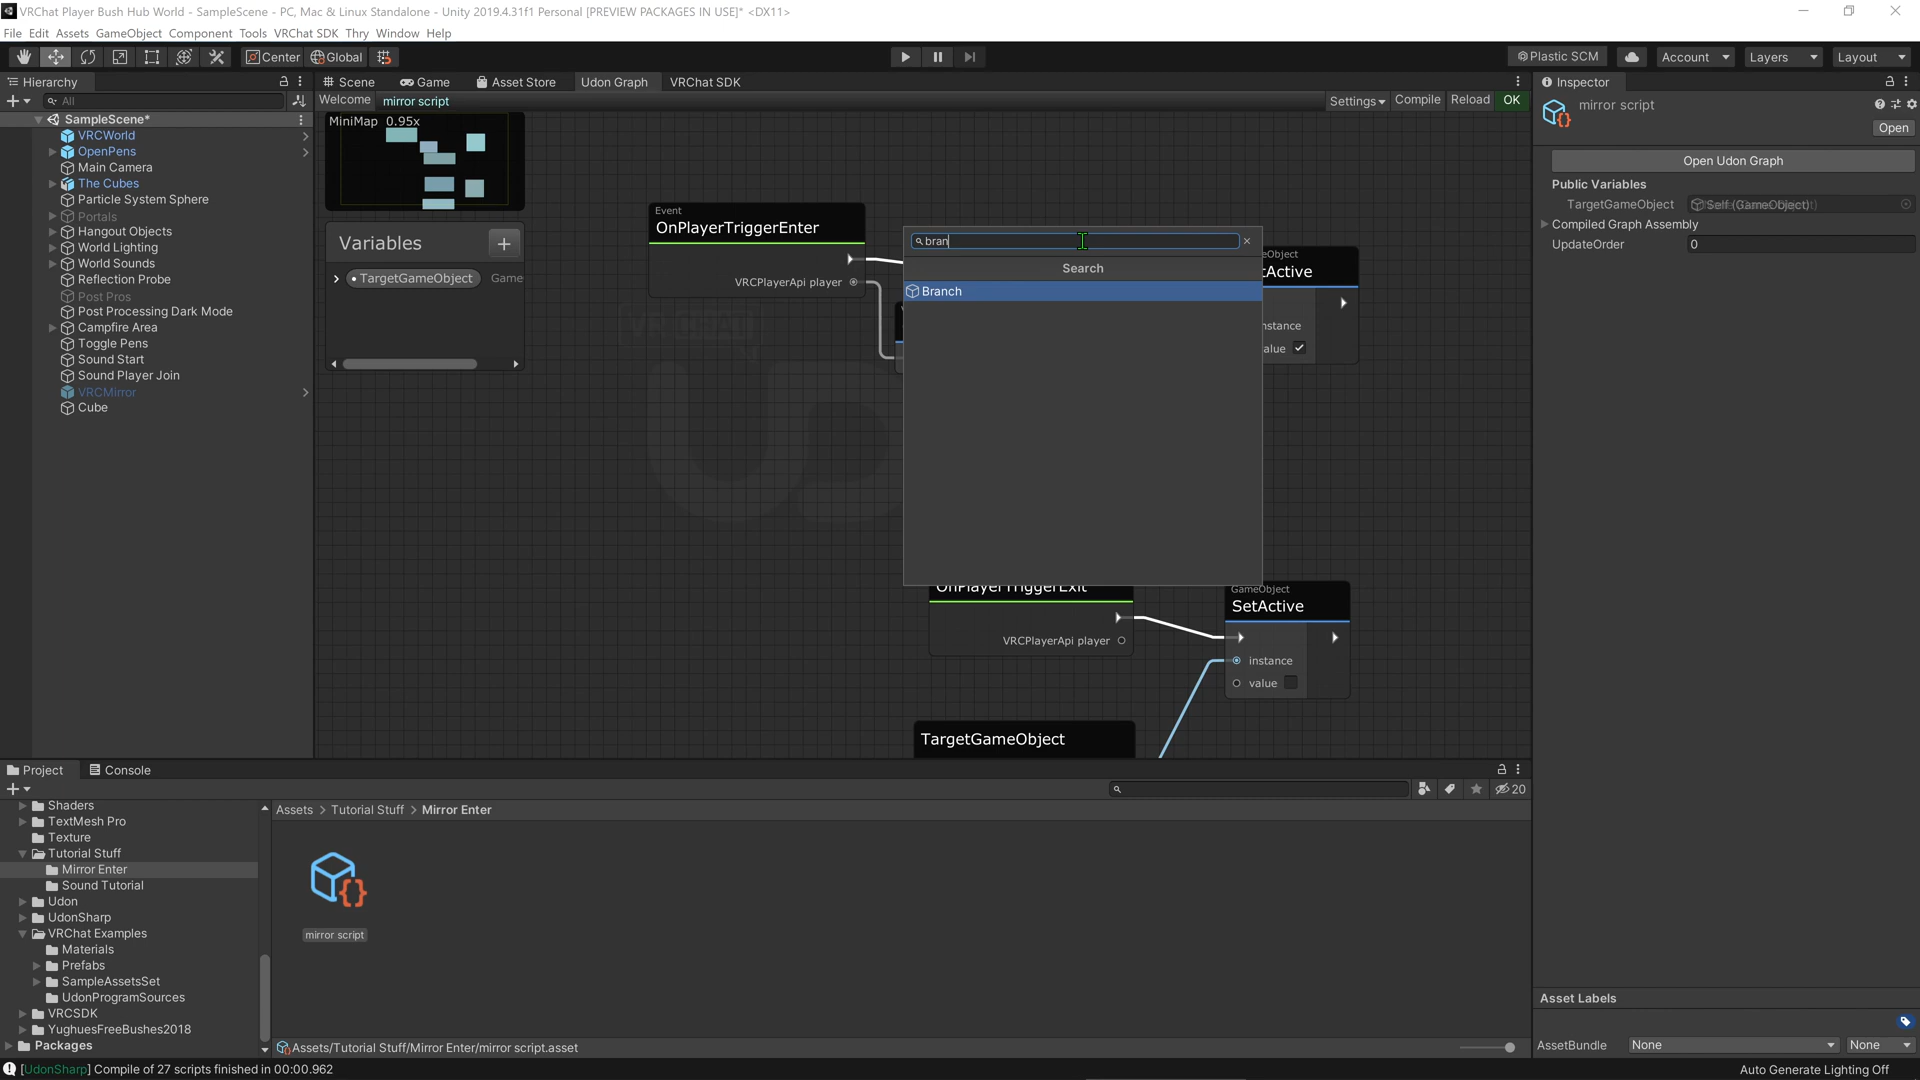 VRChat Player Bush Hub World - SampleScene - PC, Mac & Linux Standalone - Unity 2019.4.31f1 Personal [PREVIEW PACKAGES IN USE]* <DX11>
File Edit Assets GameObject Component Tools VRChat SDK Thry Window Help
Center Global Plastic SCM Account Layers Layout
Hierarchy
All
SampleScene*
VRCWorld
OpenPens
Main Camera
The Cubes
Particle System Sphere
Portals
Hangout Objects
World Lighting
World Sounds
Reflection Probe
Post Pros
Post Processing Dark Mode
Campfire Area
Toggle Pens
Sound Start
Sound Player Join
VRCMirror
Cube
Scene Game Asset Store Udon Graph VRChat SDK
Welcome mirror script Settings Compile Reload OK
MiniMap 0.95x
Variables +
TargetGameObject Game
Event
OnPlayerTriggerEnter
VRCPlayerApi player
bran
Search
Branch
eObject
tActive
nstance
alue
OnPlayerTriggerExit
VRCPlayerApi player
GameObject
SetActive
instance
value
TargetGameObject
Inspector
mirror script
Open
Open Udon Graph
Public Variables
TargetGameObject Self (GameObject)
Compiled Graph Assembly
UpdateOrder 0
Asset Labels
AssetBundle None None
Project Console
20
Shaders
TextMesh Pro
Texture
Tutorial Stuff
Mirror Enter
Sound Tutorial
Udon
UdonSharp
VRChat Examples
Materials
Prefabs
SampleAssetsSet
UdonProgramSources
VRCSDK
YughuesFreeBushes2018
Packages
Assets > Tutorial Stuff > Mirror Enter
mirror script
Assets/Tutorial Stuff/Mirror Enter/mirror script.asset
[UdonSharp] Compile of 27 scripts finished in 00:00.962
Auto Generate Lighting Off